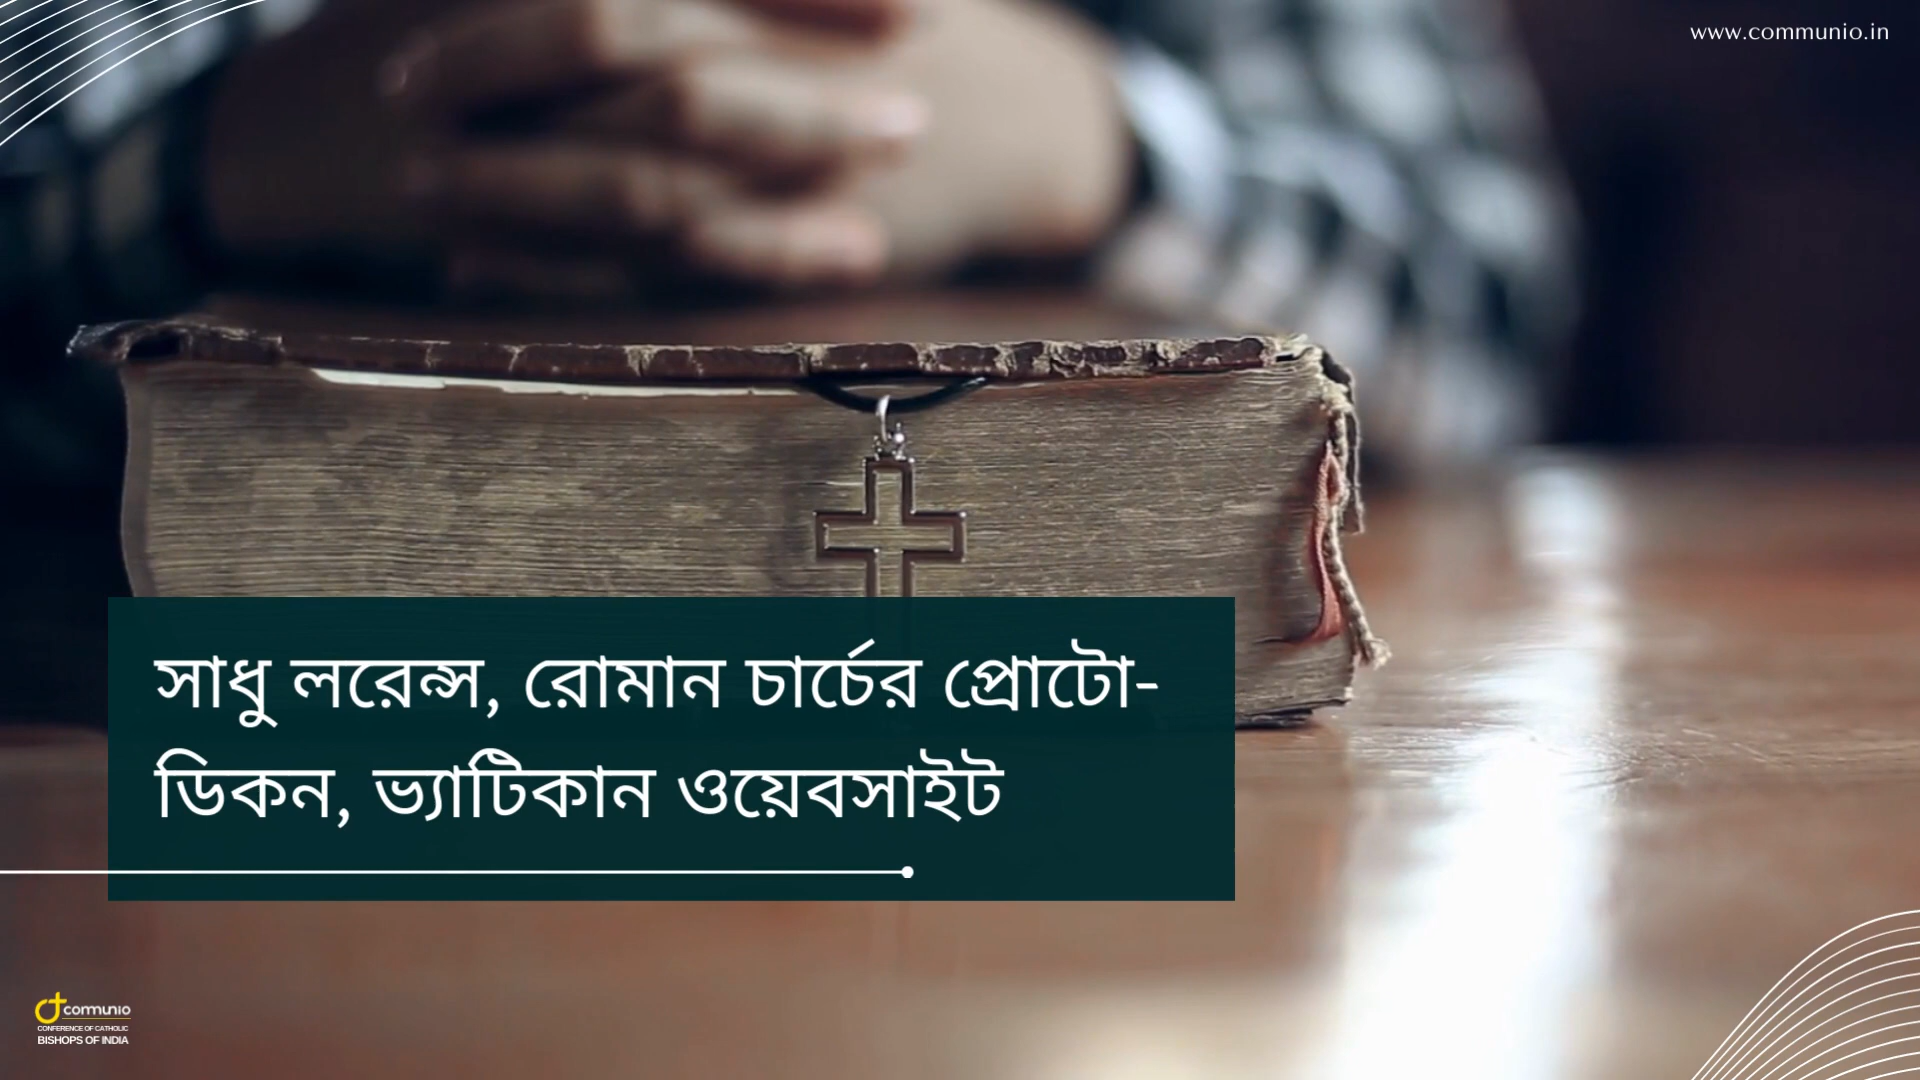 www.communio.in
সাধু লরেন্স, রোমান চার্চের প্রোটো-
ডিকন, ভ্যাটিকান ওয়েবসাইট
communio
CONFERENCE OF CATHOLIC
BISHOPS OF INDIA